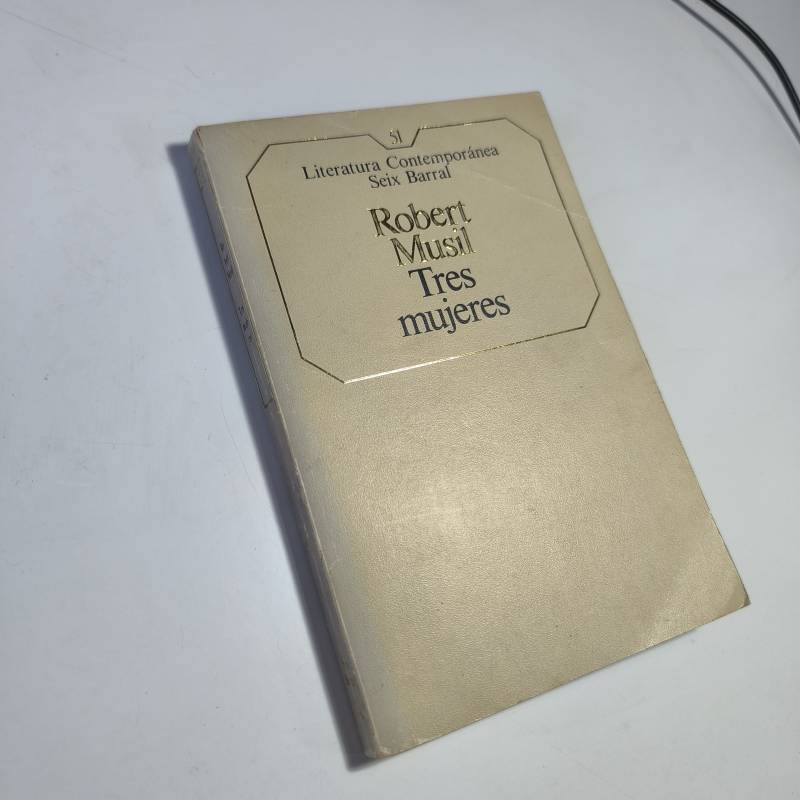 51
Literatura Contemporánea
Seix Barral
Robert
Musil
Tres
mujeres